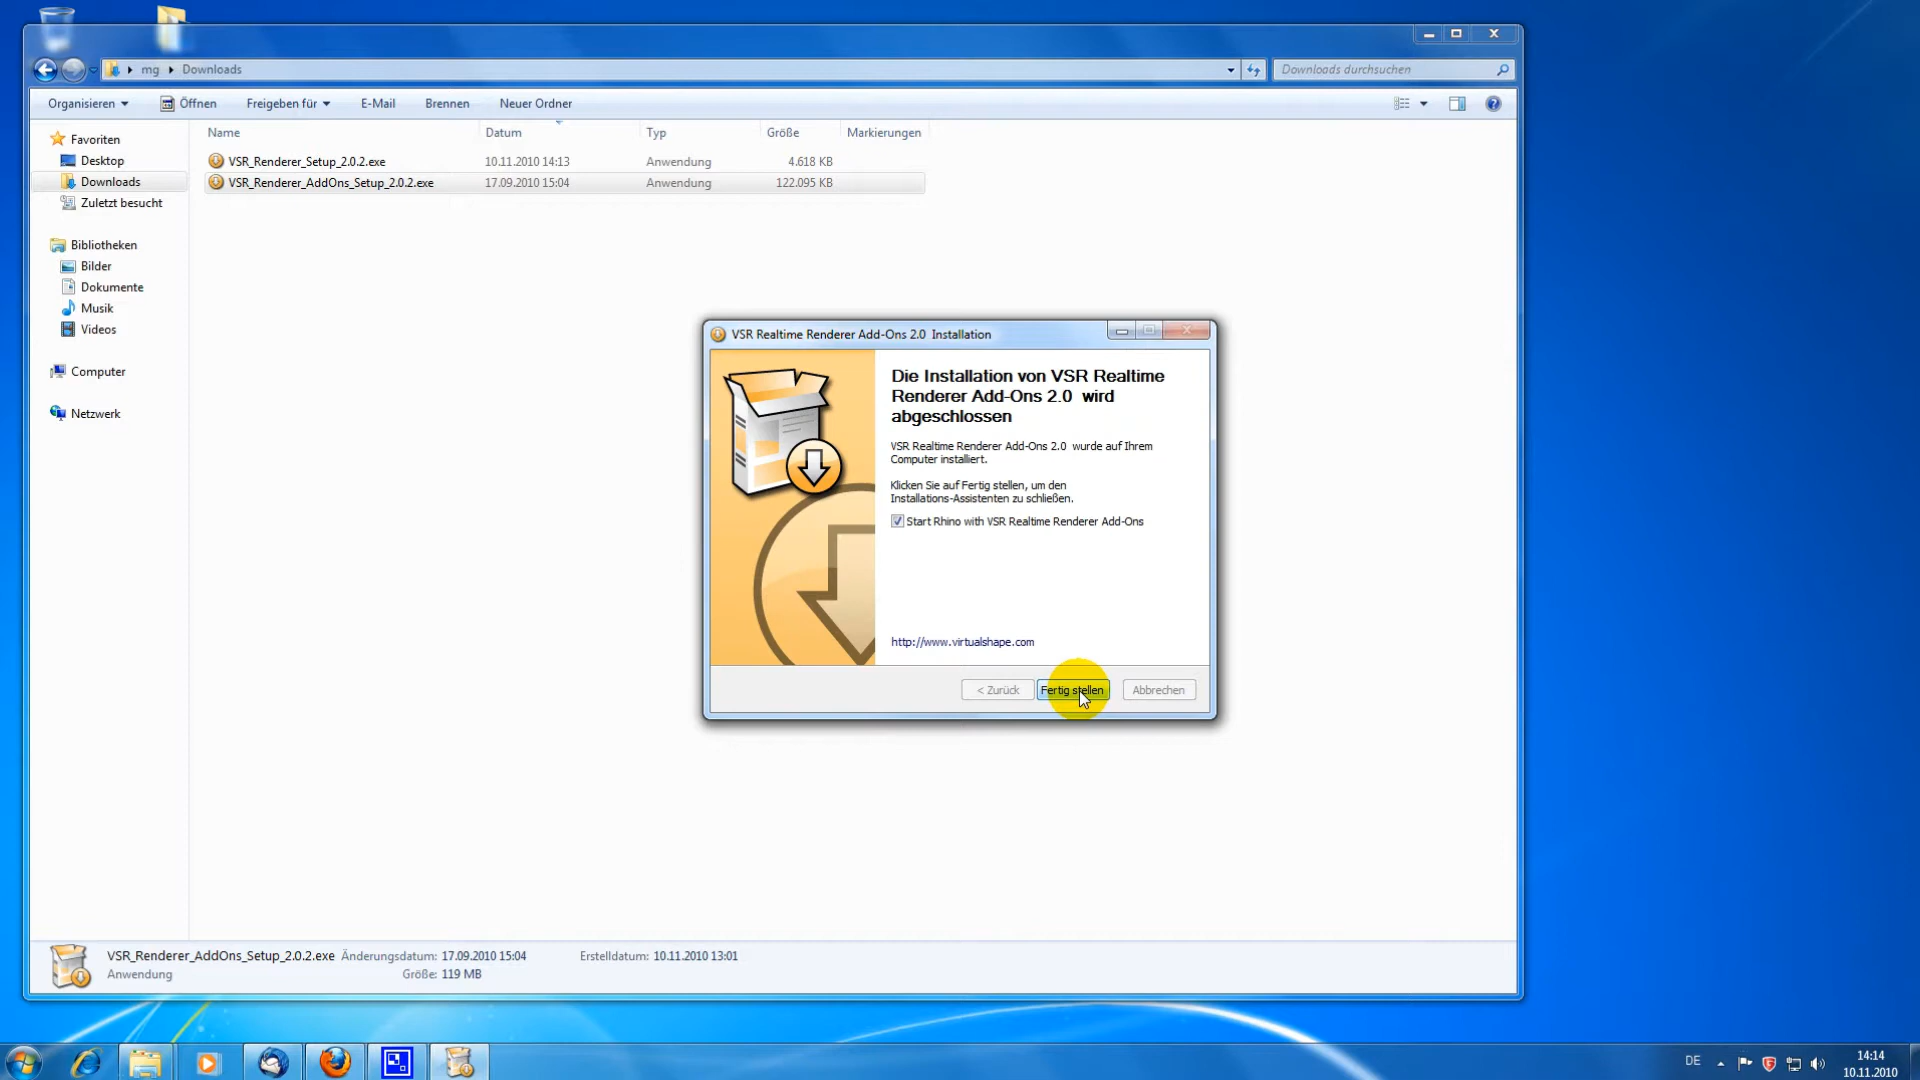 mg Downloads
Downloads durchsuchen
Organisieren Öffnen Freigeben für E-Mail Brennen Neuer Ordner
Favoriten
Desktop
Downloads
Zuletzt besucht
Bibliotheken
Bilder
Dokumente
Musik
Videos
Computer
Netzwerk
Name Datum Typ Größe Markierungen
VSR_Renderer_Setup_2.0.2.exe 10.11.2010 14:13 Anwendung 4.618 KB
VSR_Renderer_AddOns_Setup_2.0.2.exe 17.09.2010 15:04 Anwendung 122.095 KB
VSR Realtime Renderer Add-Ons 2.0 Installation
Die Installation von VSR Realtime
Renderer Add-Ons 2.0 wird
abgeschlossen
VSR Realtime Renderer Add-Ons 2.0 wurde auf Ihrem
Computer installiert.
Klicken Sie auf Fertig stellen, um den
Installations-Assistenten zu schließen.
Start Rhino with VSR Realtime Renderer Add-Ons
http://www.virtualshape.com
< Zurück Fertig stellen Abbrechen
VSR_Renderer_AddOns_Setup_2.0.2.exe Änderungsdatum: 17.09.2010 15:04 Erstelldatum: 10.11.2010 13:01
Anwendung Größe: 119 MB
DE
14:14
10.11.2010